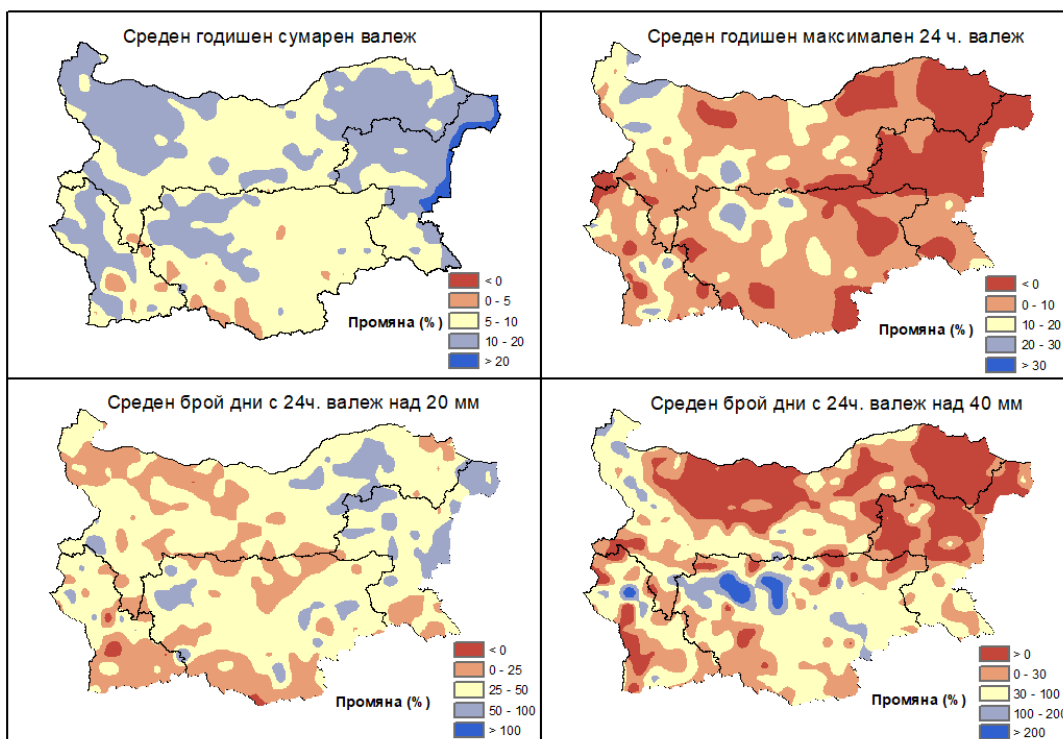 Среден годишен сумарен валеж
< 0
0 - 5
5 - 10
10 - 20
> 20
Промяна (%)
Среден годишен максимален 24 ч. валеж
< 0
0 - 10
10 - 20
20 - 30
> 30
Промяна (%)
Среден брой дни с 24ч. валеж над 20 мм
< 0
0 - 25
25 - 50
50 - 100
> 100
Промяна (%)
Среден брой дни с 24ч. валеж над 40 мм
> 0
0 - 30
30 - 100
100 - 200
> 200
Промяна (%)